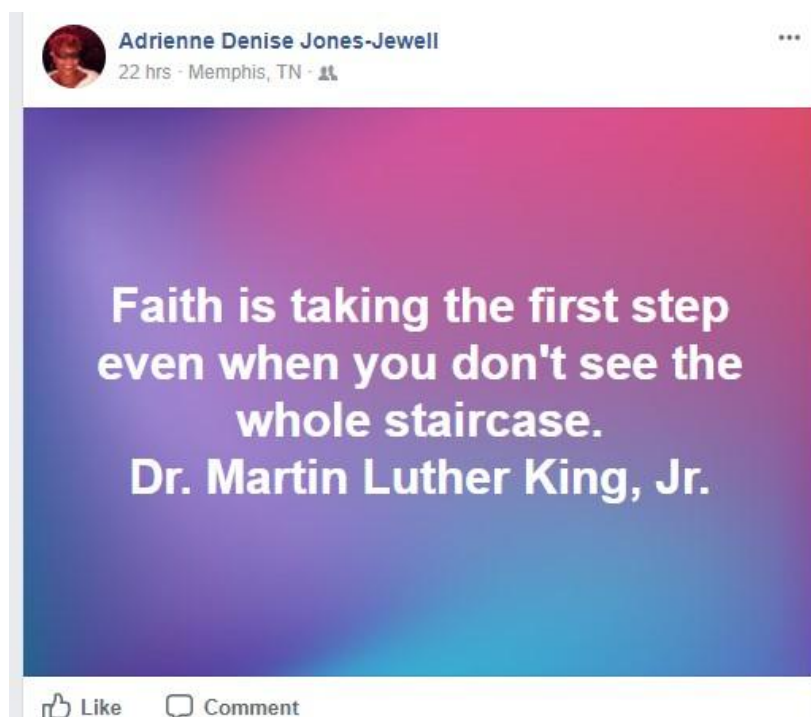 Adrienne Denise Jones-Jewell
22 hrs · Memphis, TN ·
Faith is taking the first step
even when you don't see the
whole staircase.
Dr. Martin Luther King, Jr.
Like Comment